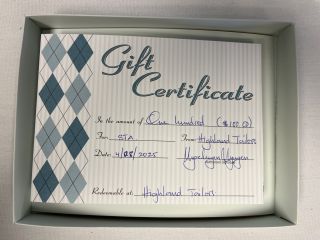 Gift
Certificate
In the amount of One hundred ($100.00)
For: STA From: Highland Tailors
Date: 4/08/2025
Redeemable at: Highland Tailors